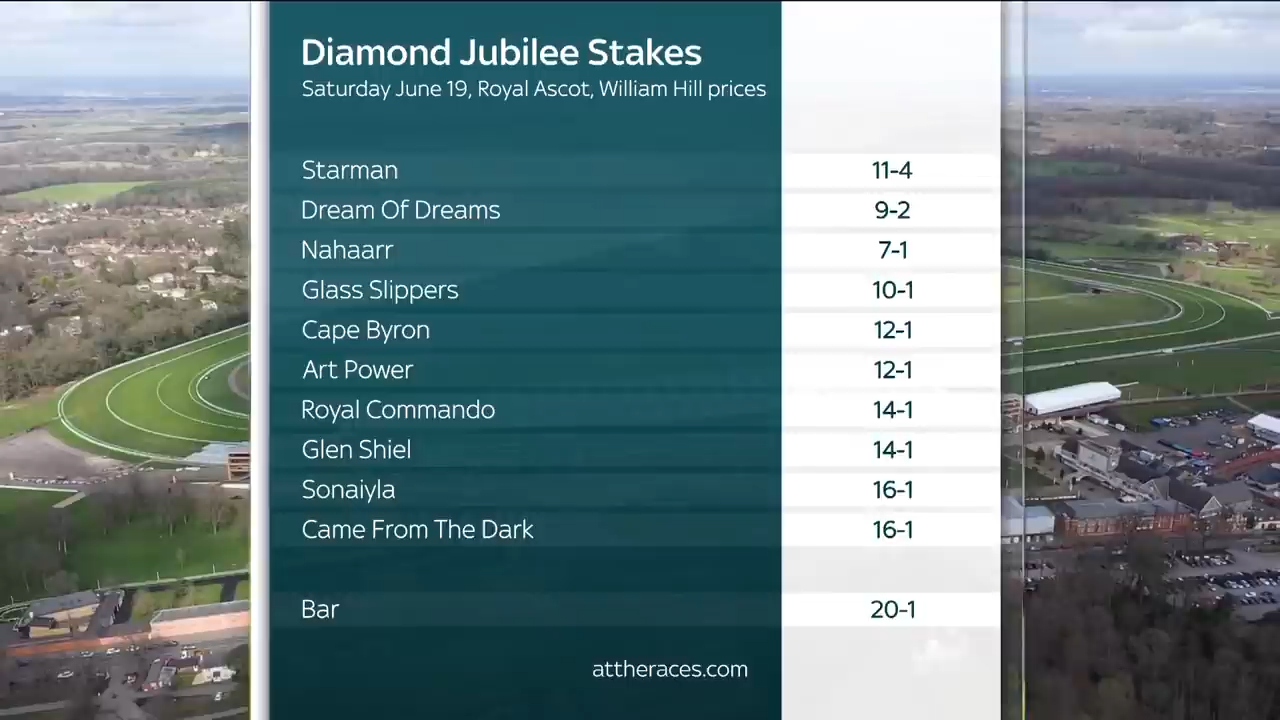 Diamond Jubilee Stakes
Saturday June 19, Royal Ascot, William Hill prices
Starman 11-4
Dream Of Dreams 9-2
Nahaarr 7-1
Glass Slippers 10-1
Cape Byron 12-1
Art Power 12-1
Royal Commando 14-1
Glen Shiel 14-1
Sonaiyla 16-1
Came From The Dark 16-1
Bar 20-1
attheraces.com